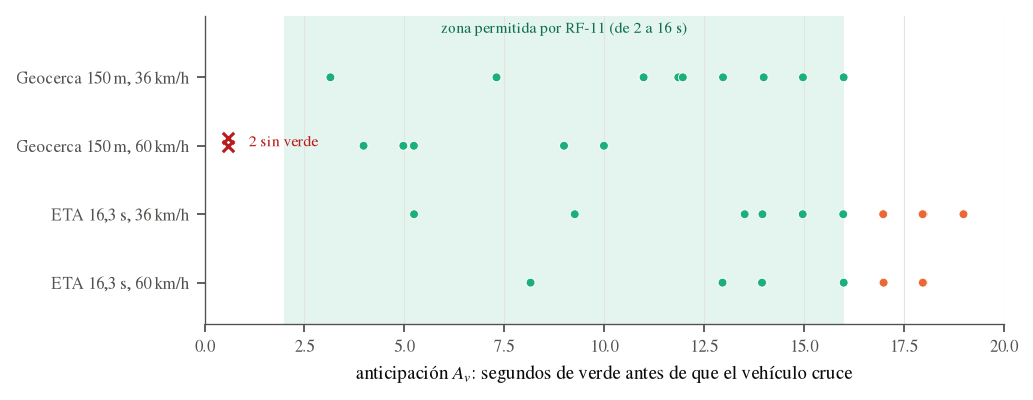 zona permitida por RF-11 (de 2 a 16 s)
Geocerca 150 m, 36 km/h
Geocerca 150 m, 60 km/h
2 sin verde
ETA 16,3 s, 36 km/h
ETA 16,3 s, 60 km/h
0.0 2.5 5.0 7.5 10.0 12.5 15.0 17.5 20.0
anticipación Av: segundos de verde antes de que el vehículo cruce